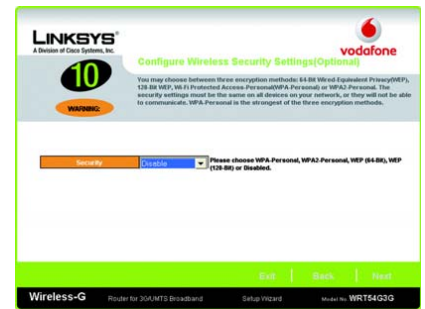 LINKSYS®
A Division of Cisco Systems, Inc.
vodafone
10
WARNING:
Configure Wireless Security Settings(Optional)
You may choose between three encryption methods: 64-Bit Wired-Equivalent Privacy(WEP),
128-Bit WEP, Wi-Fi Protected Access-Personal(WPA-Personal) or WPA2-Personal. The
security settings must be the same on all devices on your network, or they will not be able
to communicate. WPA-Personal is the strongest of the three encryption methods.
Security
Disable
Please choose WPA-Personal, WPA2-Personal, WEP (64-Bit), WEP
(128-Bit) or Disabled.
Exit | Back | Next
Wireless-G Router for 3G/UMTS Broadband Setup Wizard Model No. WRT54G3G